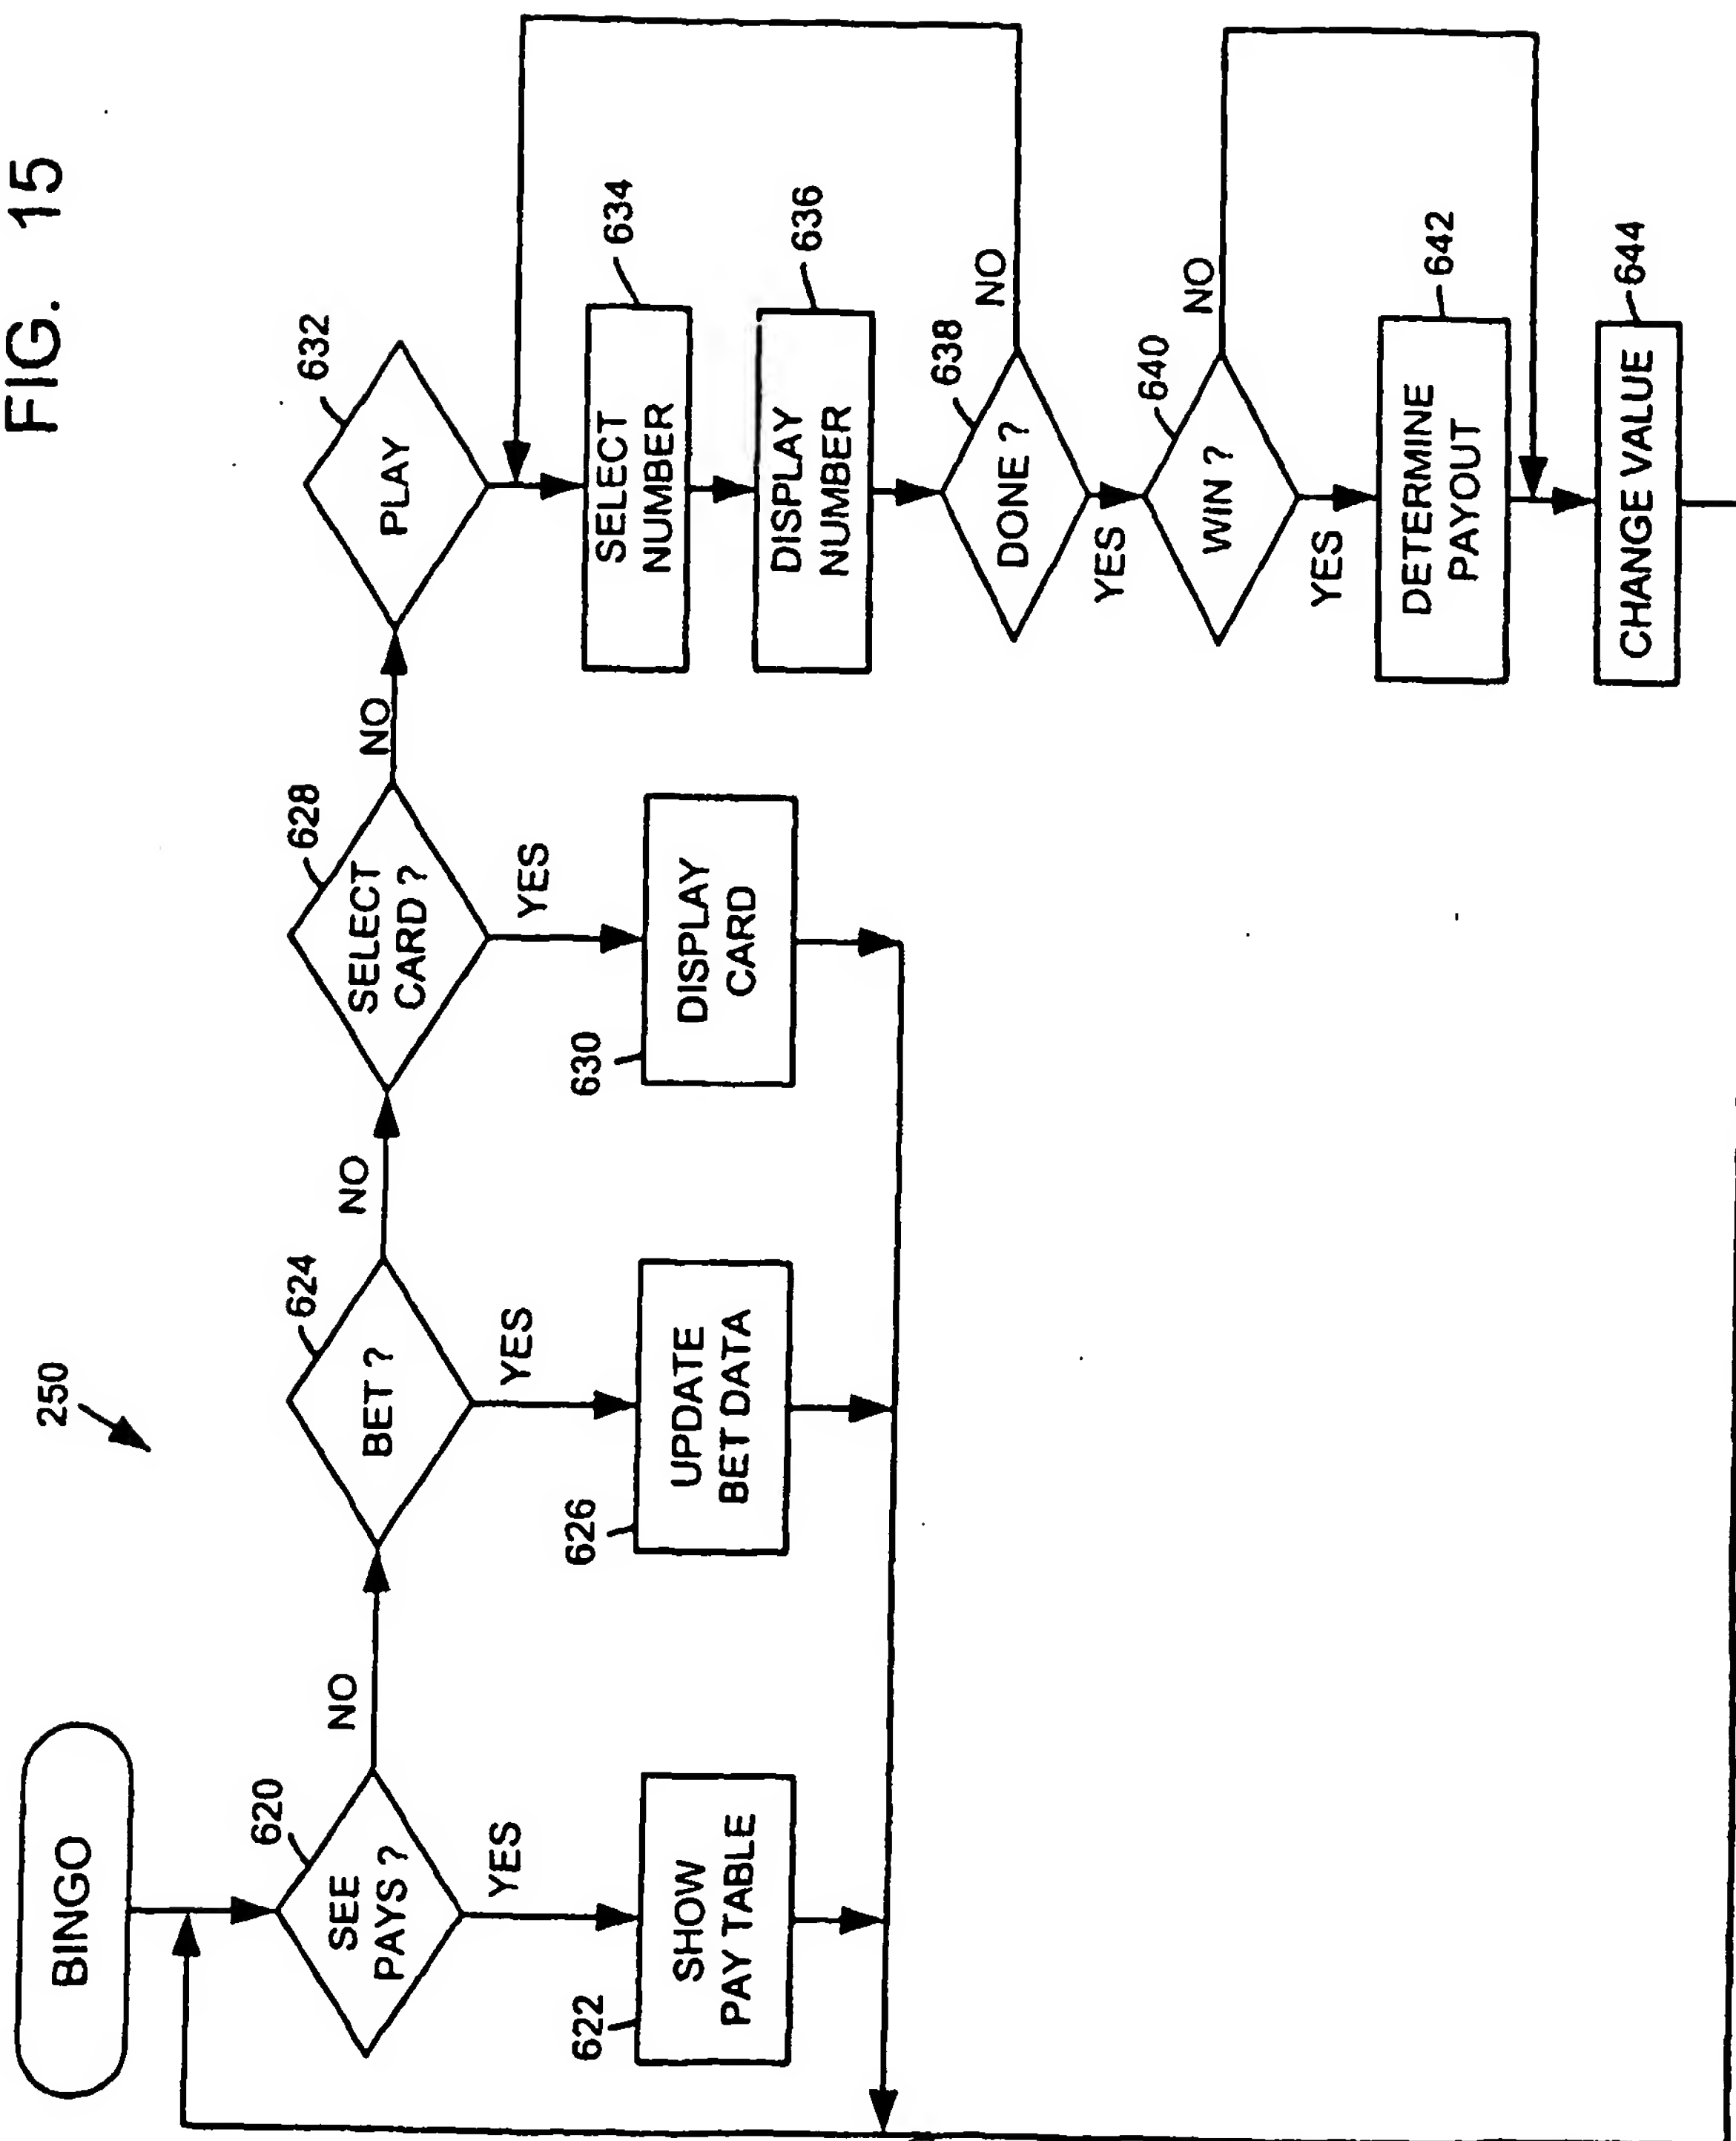 FIG. 15
250
BINGO
620
SEE
PAYS ?
NO
624
BET ?
NO
628
SELECT
CARD ?
NO
632
PLAY
YES
622
SHOW
PAY TABLE
YES
626
UPDATE
BET DATA
YES
630
DISPLAY
CARD
634
SELECT
NUMBER
636
DISPLAY
NUMBER
638
DONE ?
NO
YES
640
WIN ?
NO
YES
642
DETERMINE
PAYOUT
644
CHANGE VALUE